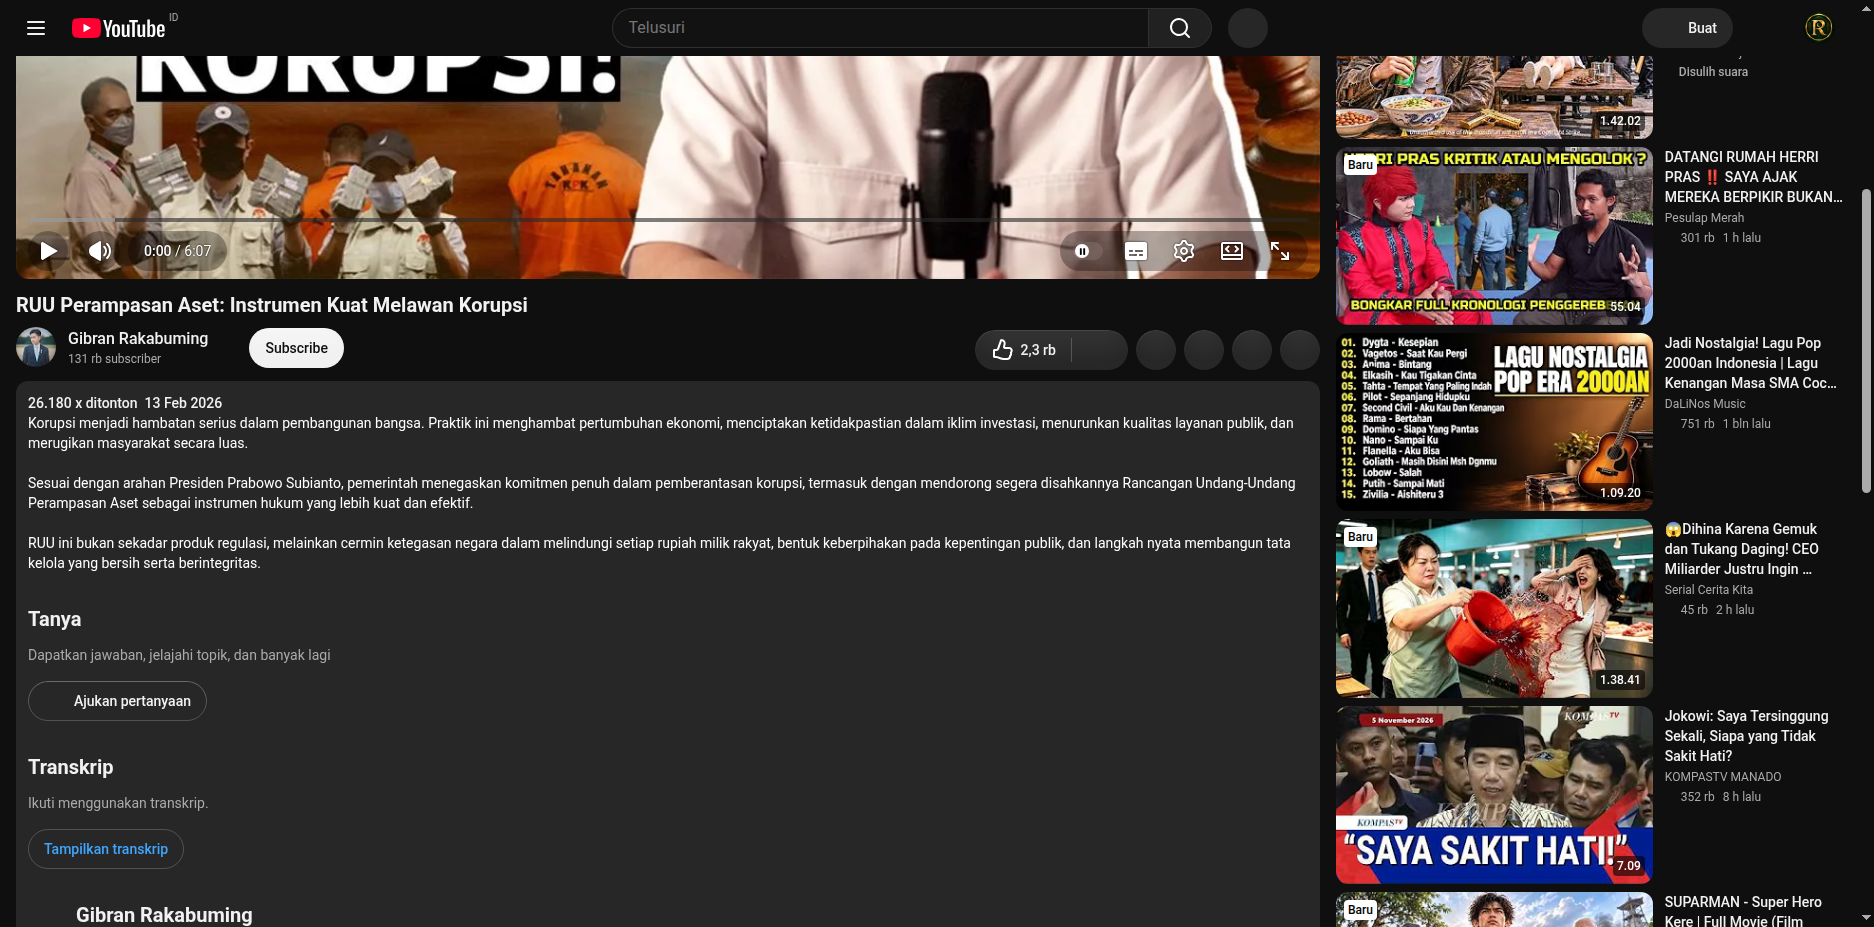 YouTube ID
Telusuri
Buat
KORUPSI!
TAHANAN
KPK
0:00 / 6:07
RUU Perampasan Aset: Instrumen Kuat Melawan Korupsi
Gibran Rakabuming
131 rb subscriber
Subscribe
2,3 rb
26.180 x ditonton 13 Feb 2026
Korupsi menjadi hambatan serius dalam pembangunan bangsa. Praktik ini menghambat pertumbuhan ekonomi, menciptakan ketidakpastian dalam iklim investasi, menurunkan kualitas layanan publik, dan
merugikan masyarakat secara luas.
Sesuai dengan arahan Presiden Prabowo Subianto, pemerintah menegaskan komitmen penuh dalam pemberantasan korupsi, termasuk dengan mendorong segera disahkannya Rancangan Undang-Undang
Perampasan Aset sebagai instrumen hukum yang lebih kuat dan efektif.
RUU ini bukan sekadar produk regulasi, melainkan cermin ketegasan negara dalam melindungi setiap rupiah milik rakyat, bentuk keberpihakan pada kepentingan publik, dan langkah nyata membangun tata
kelola yang bersih serta berintegritas.
Tanya
Dapatkan jawaban, jelajahi topik, dan banyak lagi
Ajukan pertanyaan
Transkrip
Ikuti menggunakan transkrip.
Tampilkan transkrip
Gibran Rakabuming
Disulih suara
1.42.02
Baru
PRAS KRITIK ATAU MENGOLOK ?
BONGKAR FULL KRONOLOGI
55.04
DATANGI RUMAH HERRI
PRAS ‼️ SAYA AJAK
MEREKA BERPIKIR BUKAN…
Pesulap Merah
301 rb 1 h lalu
01. Dygta - Kesepian
02. Vagetos - Saat Kau Pergi
03. Anima - Bintang
04. Elkasih - Kau Tigakan Cinta
05. Tahta - Tempat Yang Paling Indah
06. Pilot - Sepanjang Hidupku
07. Second Civil - Aku Kau Dan Kenangan
08. Rama - Bertahan
09. Domino - Siapa Yang Pantas
10. Nano - Sampai Ku
11. Flanella - Aku Bisa
12. Goliath - Masih Disini Msh Dgnmu
13. Lobow - Salah
14. Putih - Sampai Mati
15. Zivilia - Aishiteru 3
LAGU NOSTALGIA
POP ERA 2000AN
1.09.20
Jadi Nostalgia! Lagu Pop
2000an Indonesia | Lagu
Kenangan Masa SMA Coc…
DaLiNos Music
751 rb 1 bln lalu
Baru
1.38.41
😱Dihina Karena Gemuk
dan Tukang Daging! CEO
Miliarder Justru Ingin …
Serial Cerita Kita
45 rb 2 h lalu
5 November 2026
KOMPASTV
KOMPASTV
KOMPASTV
“SAYA SAKIT HATI!”
7.09
Jokowi: Saya Tersinggung
Sekali, Siapa yang Tidak
Sakit Hati?
KOMPASTV MANADO
352 rb 8 h lalu
Baru
SUPARMAN - Super Hero
Kere | Full Movie (Film